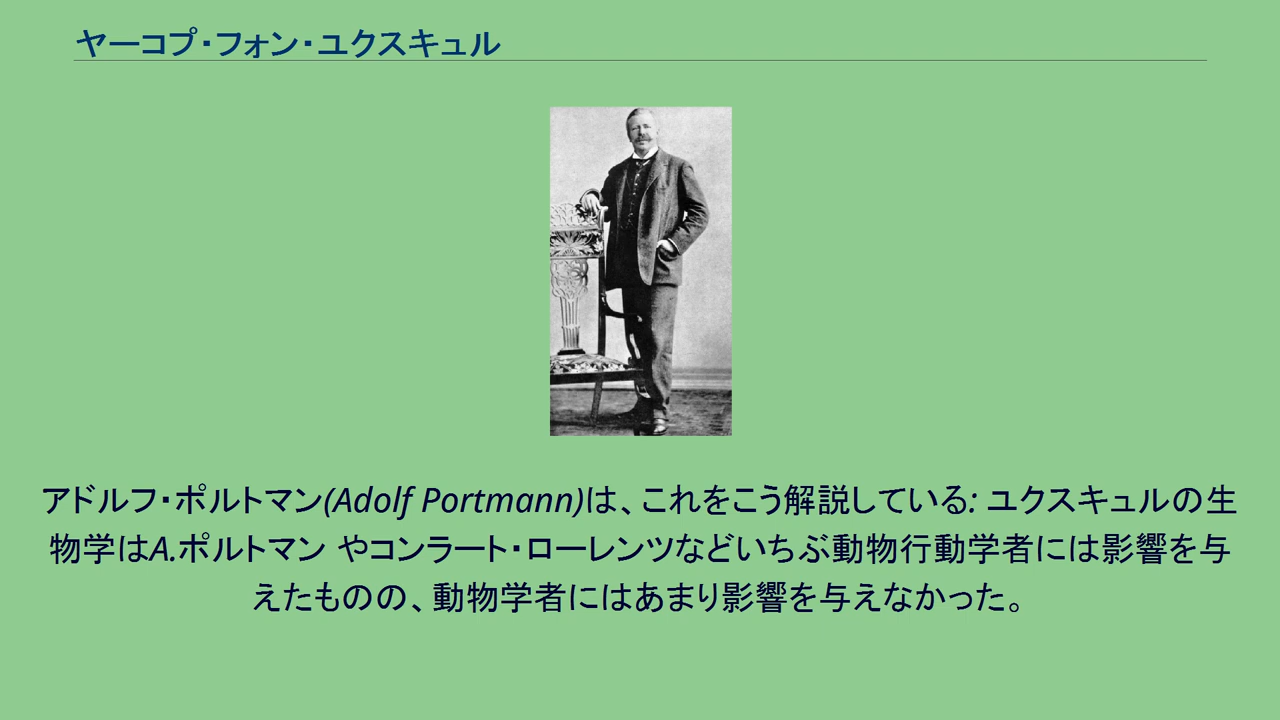 ヤーコプ・フォン・ユクスキュル
アドルフ・ポルトマン(Adolf Portmann)は、これをこう解説している: ユクスキュルの生
物学はA.ポルトマン やコンラート・ローレンツなどいちぶ動物行動学者には影響を与
えたものの、動物学者にはあまり影響を与えなかった。